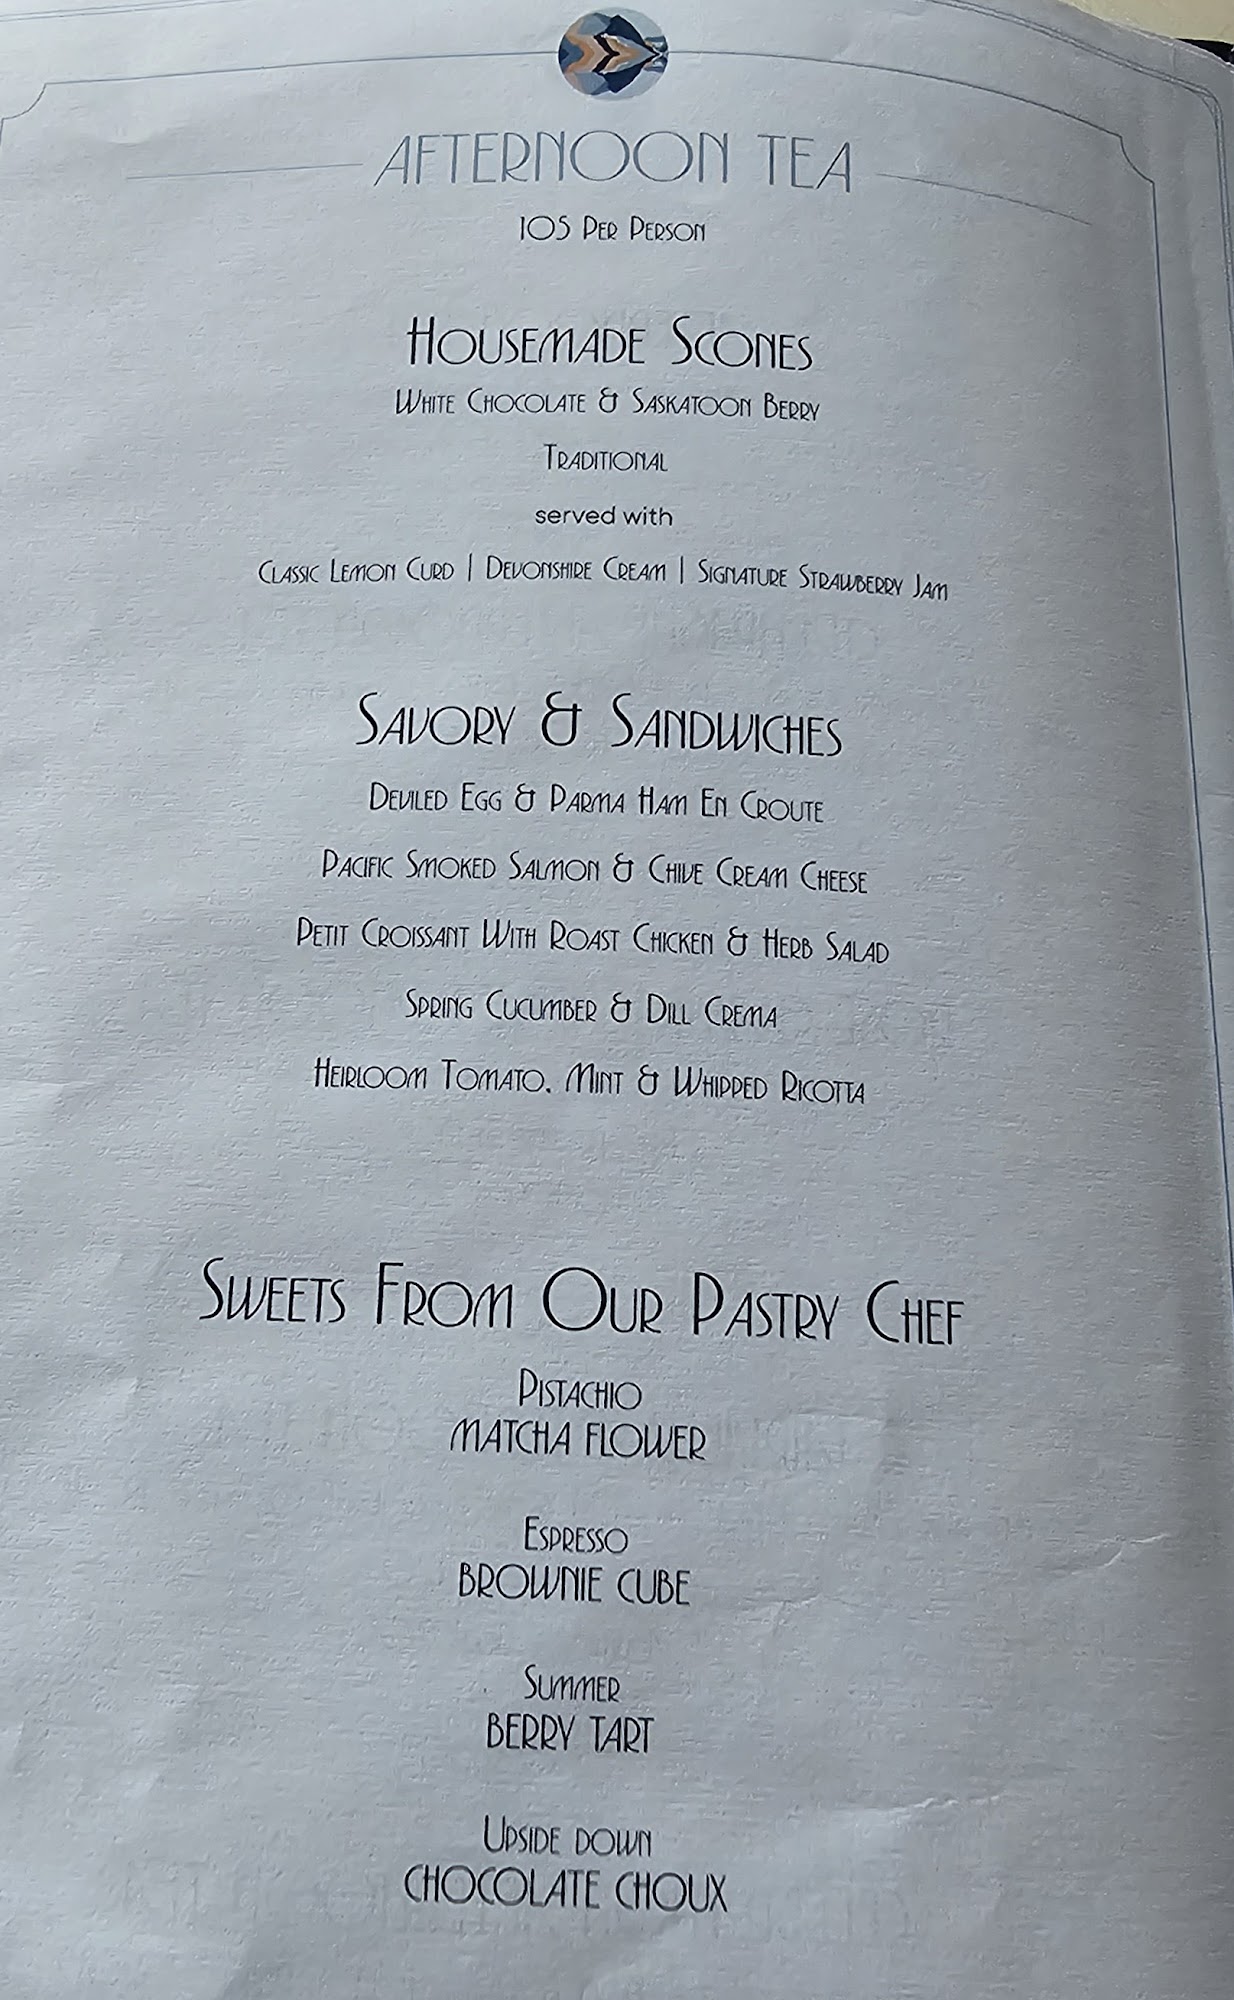 AFTERNOON TEA
105 PER PERSON
HOUSEMADE SCONES
WHITE CHOCOLATE & SASKATOON BERRY
TRADITIONAL
served with
CLASSIC LEMON CURD | DEVONSHIRE CREAM | SIGNATURE STRAWBERRY JAM
SAVORY & SANDWICHES
DEVILED EGG & PARMA HAM EN CROUTE
PACIFIC SMOKED SALMON & CHIVE CREAM CHEESE
PETIT CROISSANT WITH ROAST CHICKEN & HERB SALAD
SPRING CUCUMBER & DILL CREMA
HEIRLOOM TOMATO, MINT & WHIPPED RICOTTA
SWEETS FROM OUR PASTRY CHEF
PISTACHIO
MATCHA FLOWER
ESPRESSO
BROWNIE CUBE
SUMMER
BERRY TART
UPSIDE DOWN
CHOCOLATE CHOUX